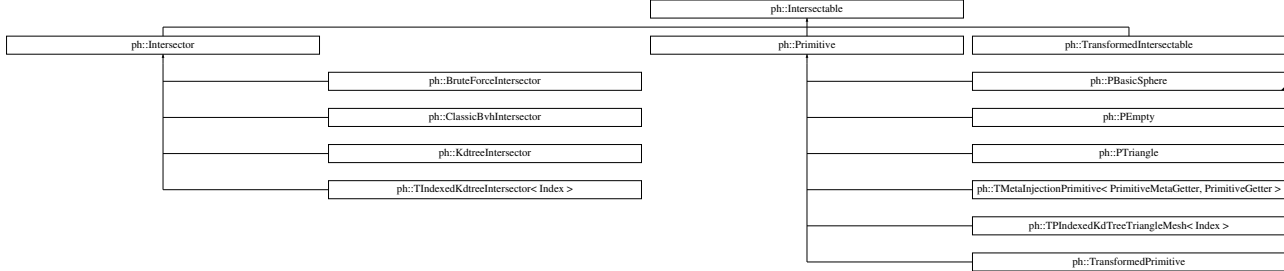 ph::Intersectable
ph::Intersector
ph::Primitive
ph::TransformedIntersectable
ph::BruteForceIntersector
ph::PBasicSphere
ph::ClassicBvhIntersector
ph::PEmpty
ph::KdtreeIntersector
ph::PTriangle
ph::TIndexedKdtreeIntersector< Index >
ph::TMetaInjectionPrimitive< PrimitiveMetaGetter, PrimitiveGetter >
ph::TPIndexedKdTreeTriangleMesh< Index >
ph::TransformedPrimitive